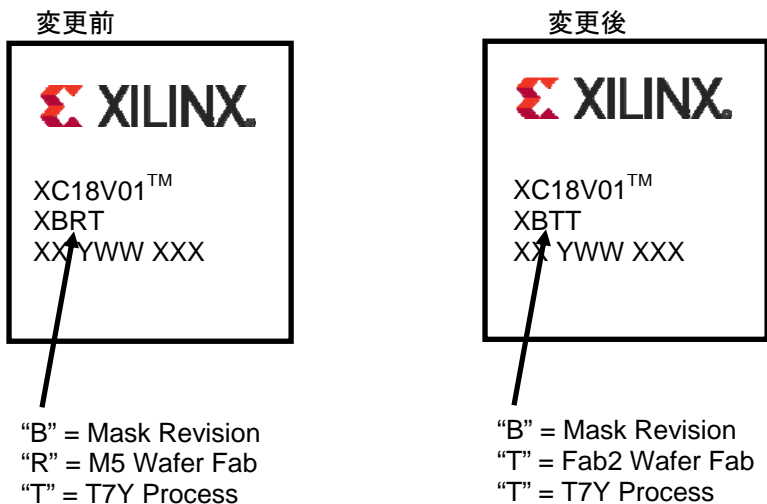 変更前
XILINX®
XC18V01™
XBRT
XX YWW XXX
“B” = Mask Revision
“R” = M5 Wafer Fab
“T” = T7Y Process
変更後
XILINX®
XC18V01™
XBTT
XX YWW XXX
“B” = Mask Revision
“T” = Fab2 Wafer Fab
“T” = T7Y Process